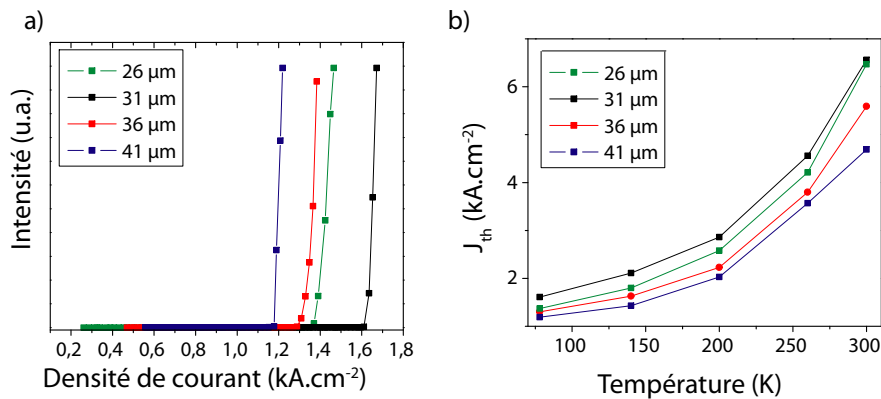 a)
Intensité (u.a.)
26 µm
31 µm
36 µm
41 µm
0,2 0,4 0,6 0,8 1,0 1,2 1,4 1,6 1,8
Densité de courant (kA.cm-2)
b)
J th (kA.cm-2)
6
4
2
26 µm
31 µm
36 µm
41 µm
100 150 200 250 300
Température (K)